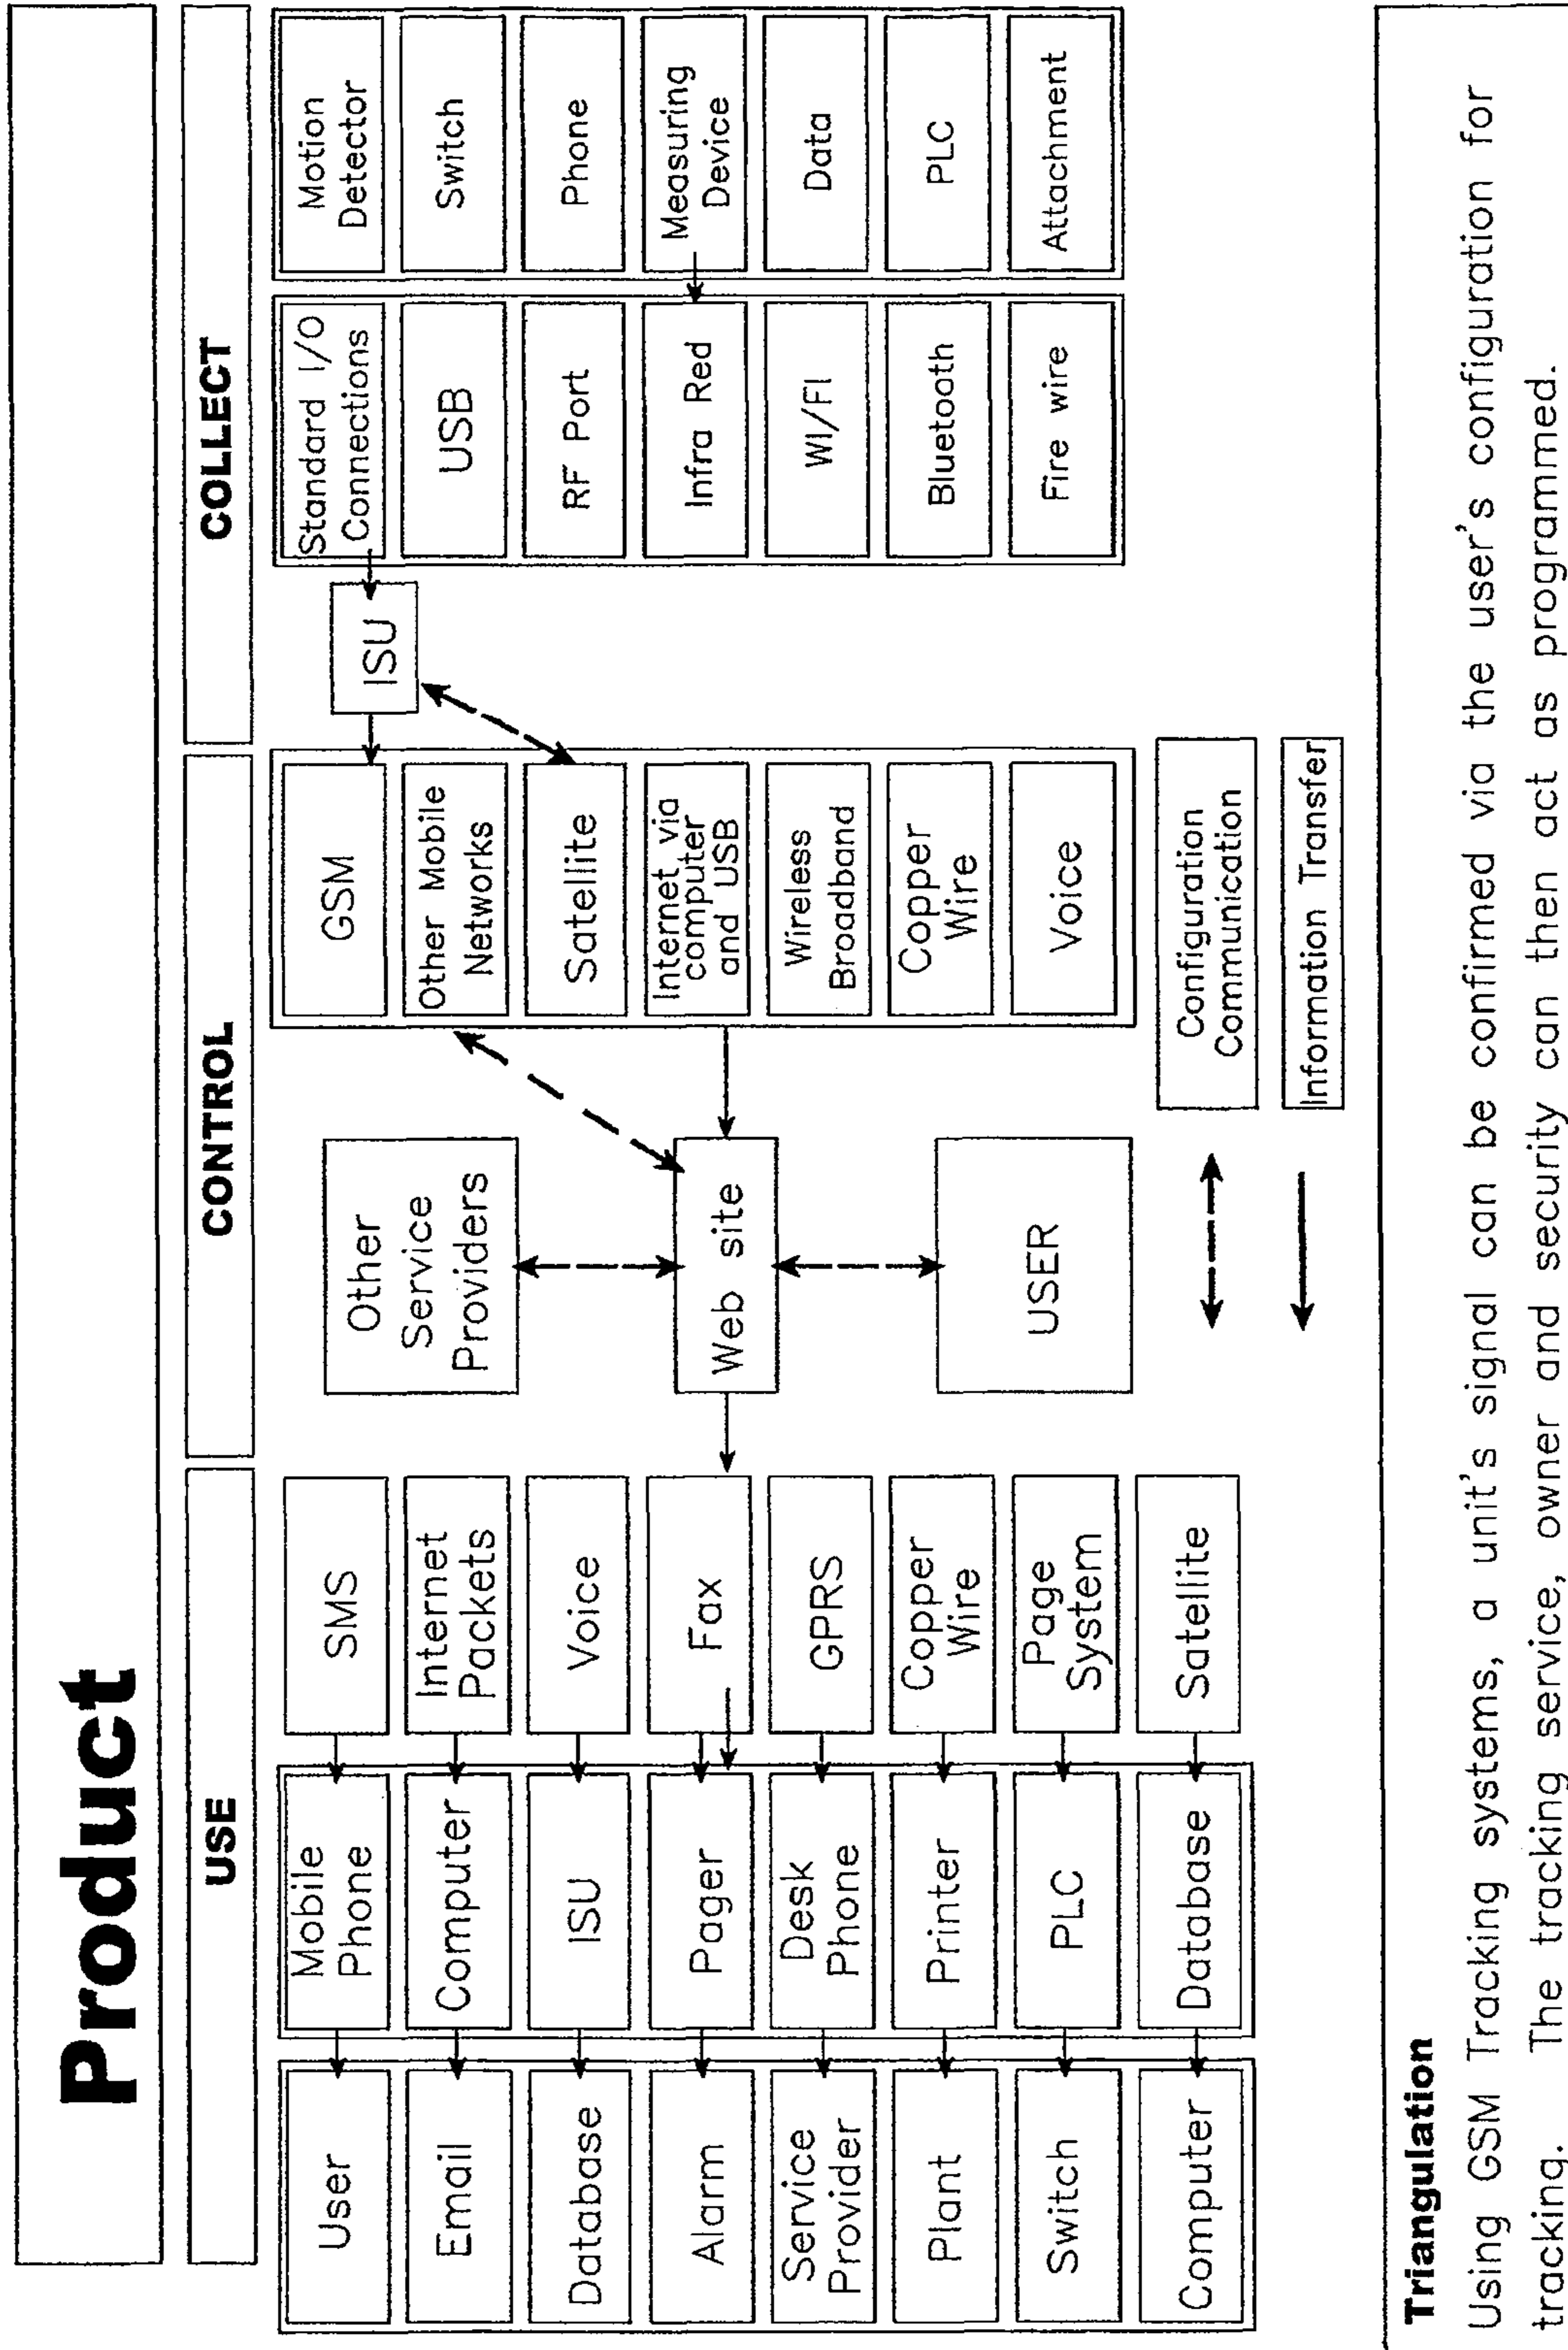 Product
USE
CONTROL
COLLECT
User
Email
Database
Alarm
Service
Provider
Plant
Switch
Computer
Mobile
Phone
Computer
ISU
Pager
Desk
Phone
Printer
PLC
Database
SMS
Internet
Packets
Voice
Fax
GPRS
Copper
Wire
Page
System
Satellite
Other
Service
Providers
Web site
USER
GSM
Other Mobile
Networks
Satellite
Internet via
computer
and USB
Wireless
Broadband
Copper
Wire
Voice
ISU
Standard I/O
Connections
USB
RF Port
Infra Red
WI/FI
Bluetooth
Fire wire
Motion
Detector
Switch
Phone
Measuring
Device
Data
PLC
Attachment
Configuration
Communication
Information Transfer
Triangulation
Using GSM Tracking systems, a unit's signal can be confirmed via the user's configuration for
tracking. The tracking service, owner and security can then act as programmed.